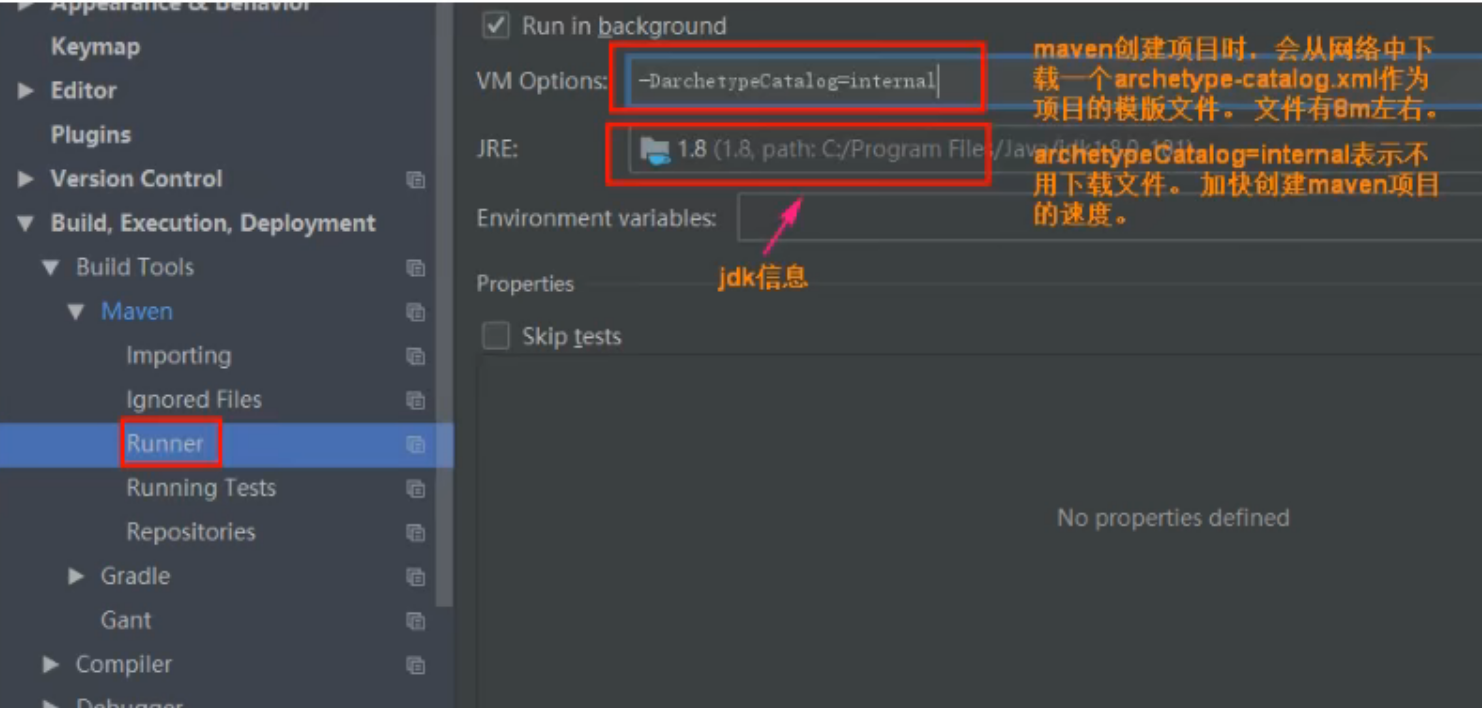 Appearance & Behavior
Keymap
Editor
Plugins
Version Control
Build, Execution, Deployment
Build Tools
Maven
Importing
Ignored Files
Runner
Running Tests
Repositories
Gradle
Gant
Compiler
Debugger
Run in background
VM Options: -DarchetypeCatalog=internal
JRE: 1.8 (1.8, path: C:/Program Files/Java/jdk1.8.0_
Environment variables:
Properties
Skip tests
No properties defined
maven创建项目时,会从网络中下
载一个archetype-catalog.xml作为
项目的模版文件。文件有8m左右。
archetypeCatalog=internal表示不
用下载文件。加快创建maven项目
的速度。
jdk信息